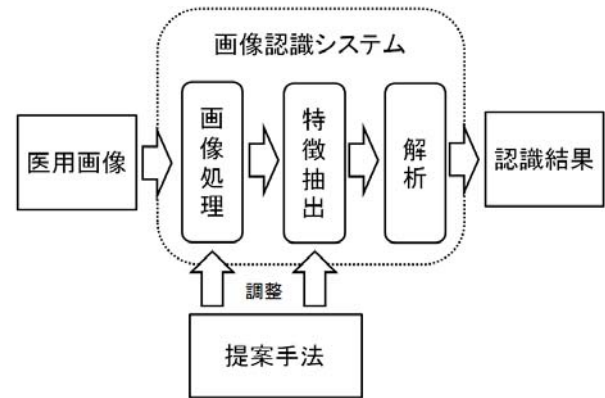 画像認識システム
医用画像
画像処理
特徴抽出
解析
認識結果
調整
提案手法